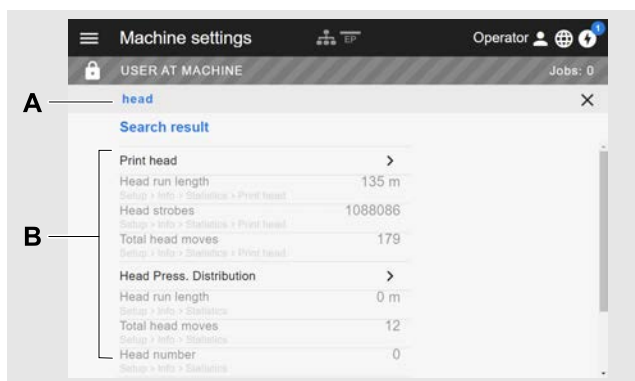 Machine settings
EP
Operator
1
USER AT MACHINE
Jobs: 0
A
head
Search result
Print head
Head run length 135 m
Setup > Info > Statistics > Print head
Head strobes 1088086
Setup > Info > Statistics > Print head
Total head moves 179
Setup > Info > Statistics > Print head
B
Head Press. Distribution
Head run length 0 m
Setup > Info > Statistics
Total head moves 12
Setup > Info > Statistics
Head number 0
Setup > Info > Statistics